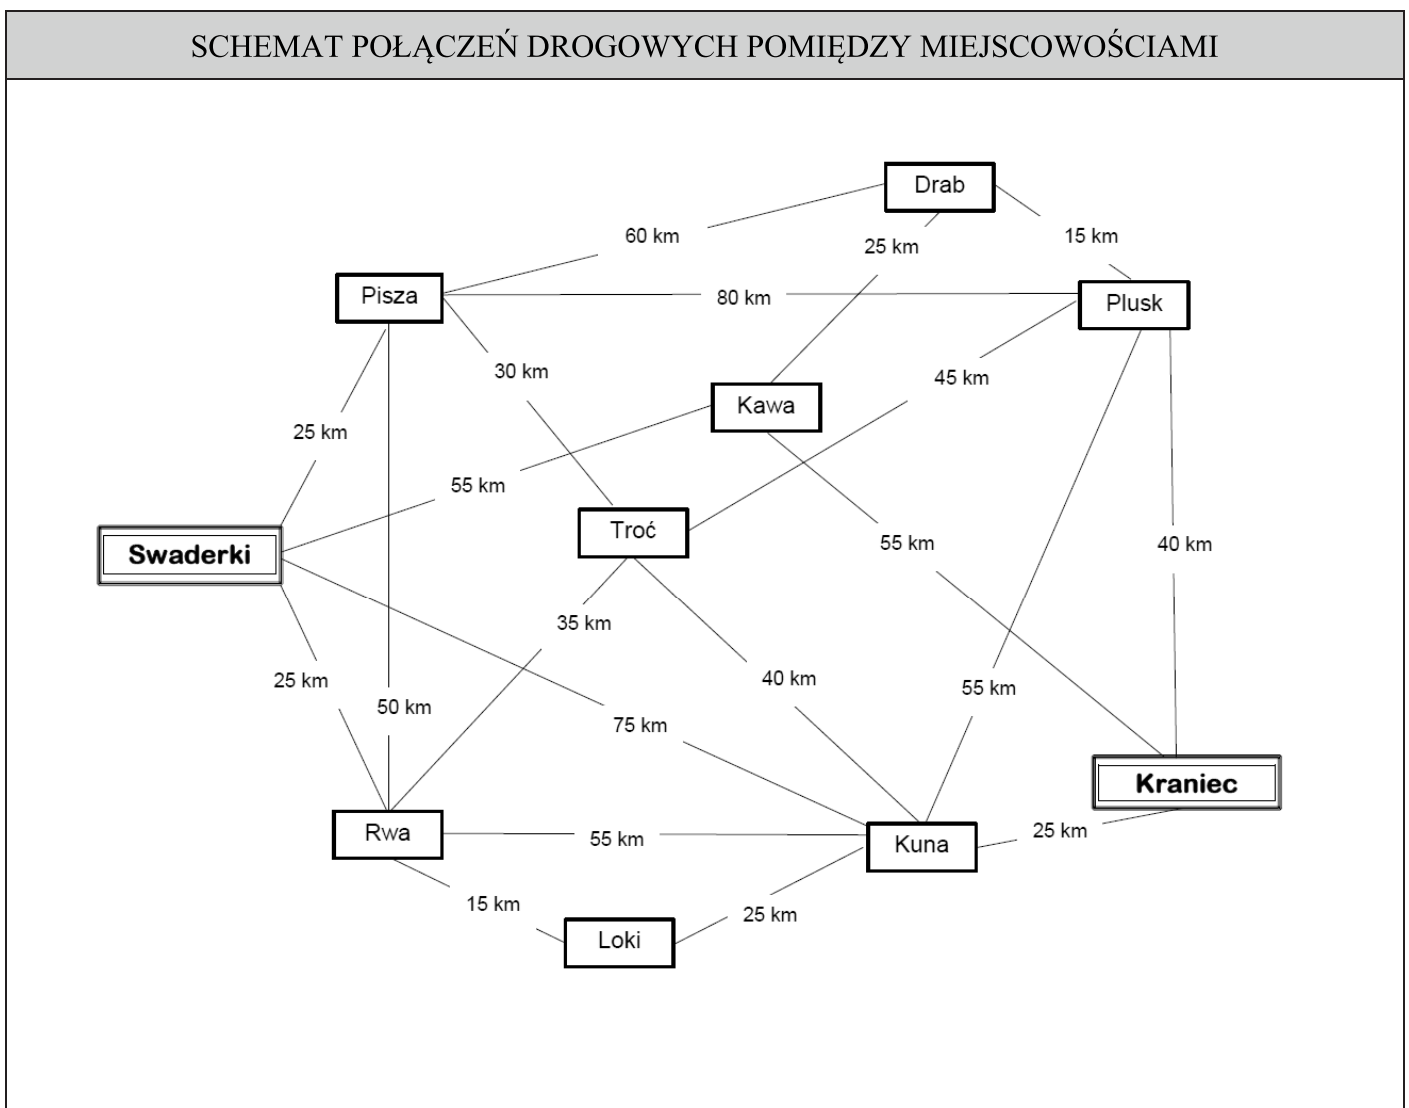 SCHEMAT POŁĄCZEŃ DROGOWYCH POMIĘDZY MIEJSCOWOŚCIAMI
Drab
60 km
25 km
15 km
Pisza
80 km
Plusk
30 km
45 km
Kawa
25 km
55 km
Troć
Swaderki
55 km
40 km
35 km
25 km
40 km
55 km
50 km
75 km
Kraniec
Rwa
55 km
Kuna
25 km
15 km
25 km
Loki